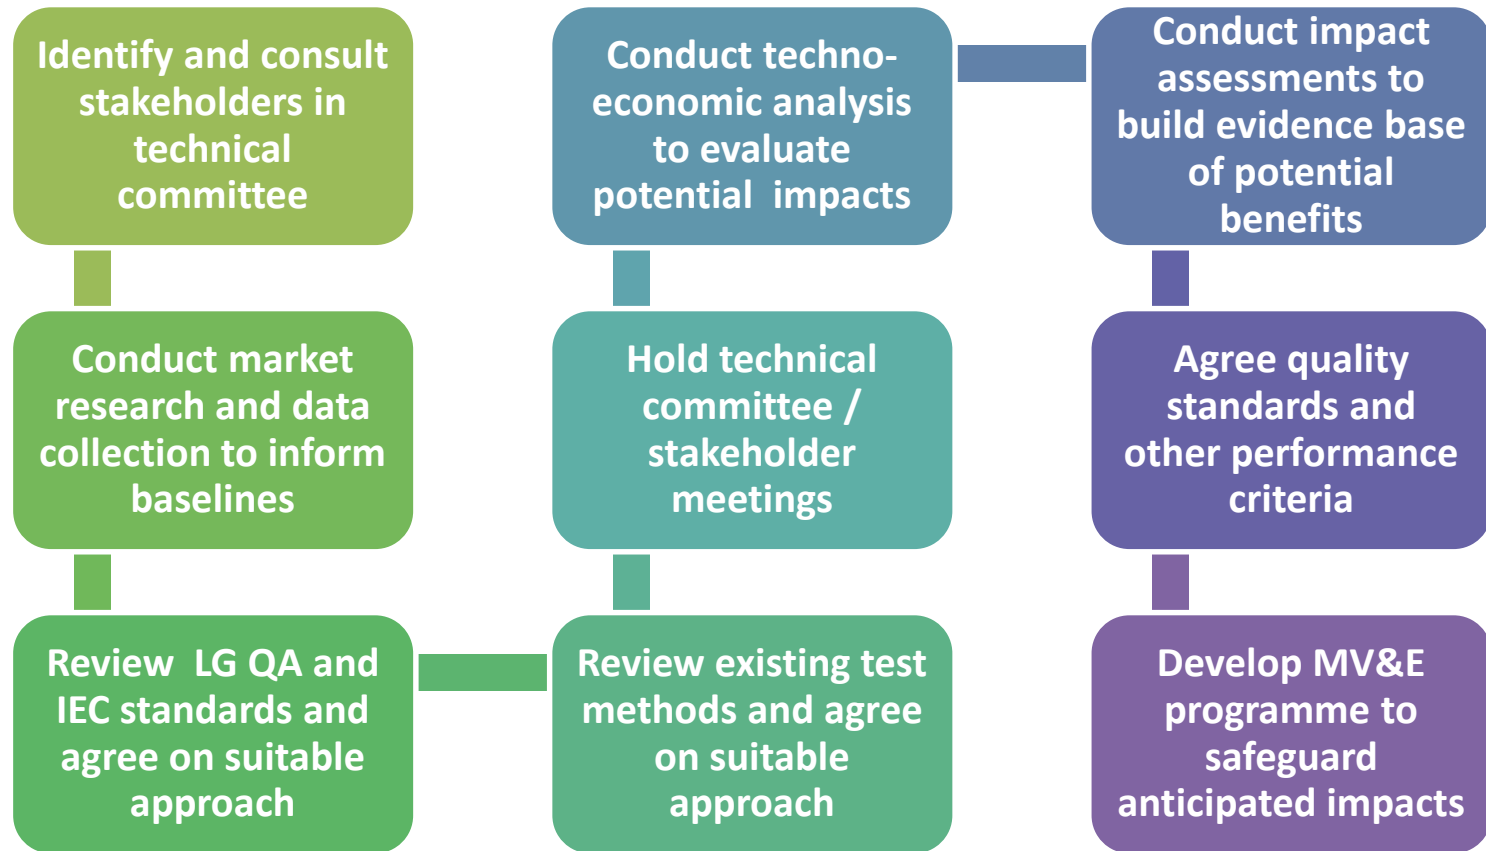 Identify and consult
stakeholders in
technical
committee
Conduct market
research and data
collection to inform
baselines
Review  LG QA and
IEC standards and
agree on suitable
approach
Review existing test
methods and agree
on suitable
approach
Hold technical
committee /
stakeholder
meetings
Conduct techno-
economic analysis
to evaluate
potential  impacts
Conduct impact
assessments to
build evidence base
of potential
benefits
Agree quality
standards and
other performance
criteria
Develop MV&E
programme to
safeguard
anticipated impacts